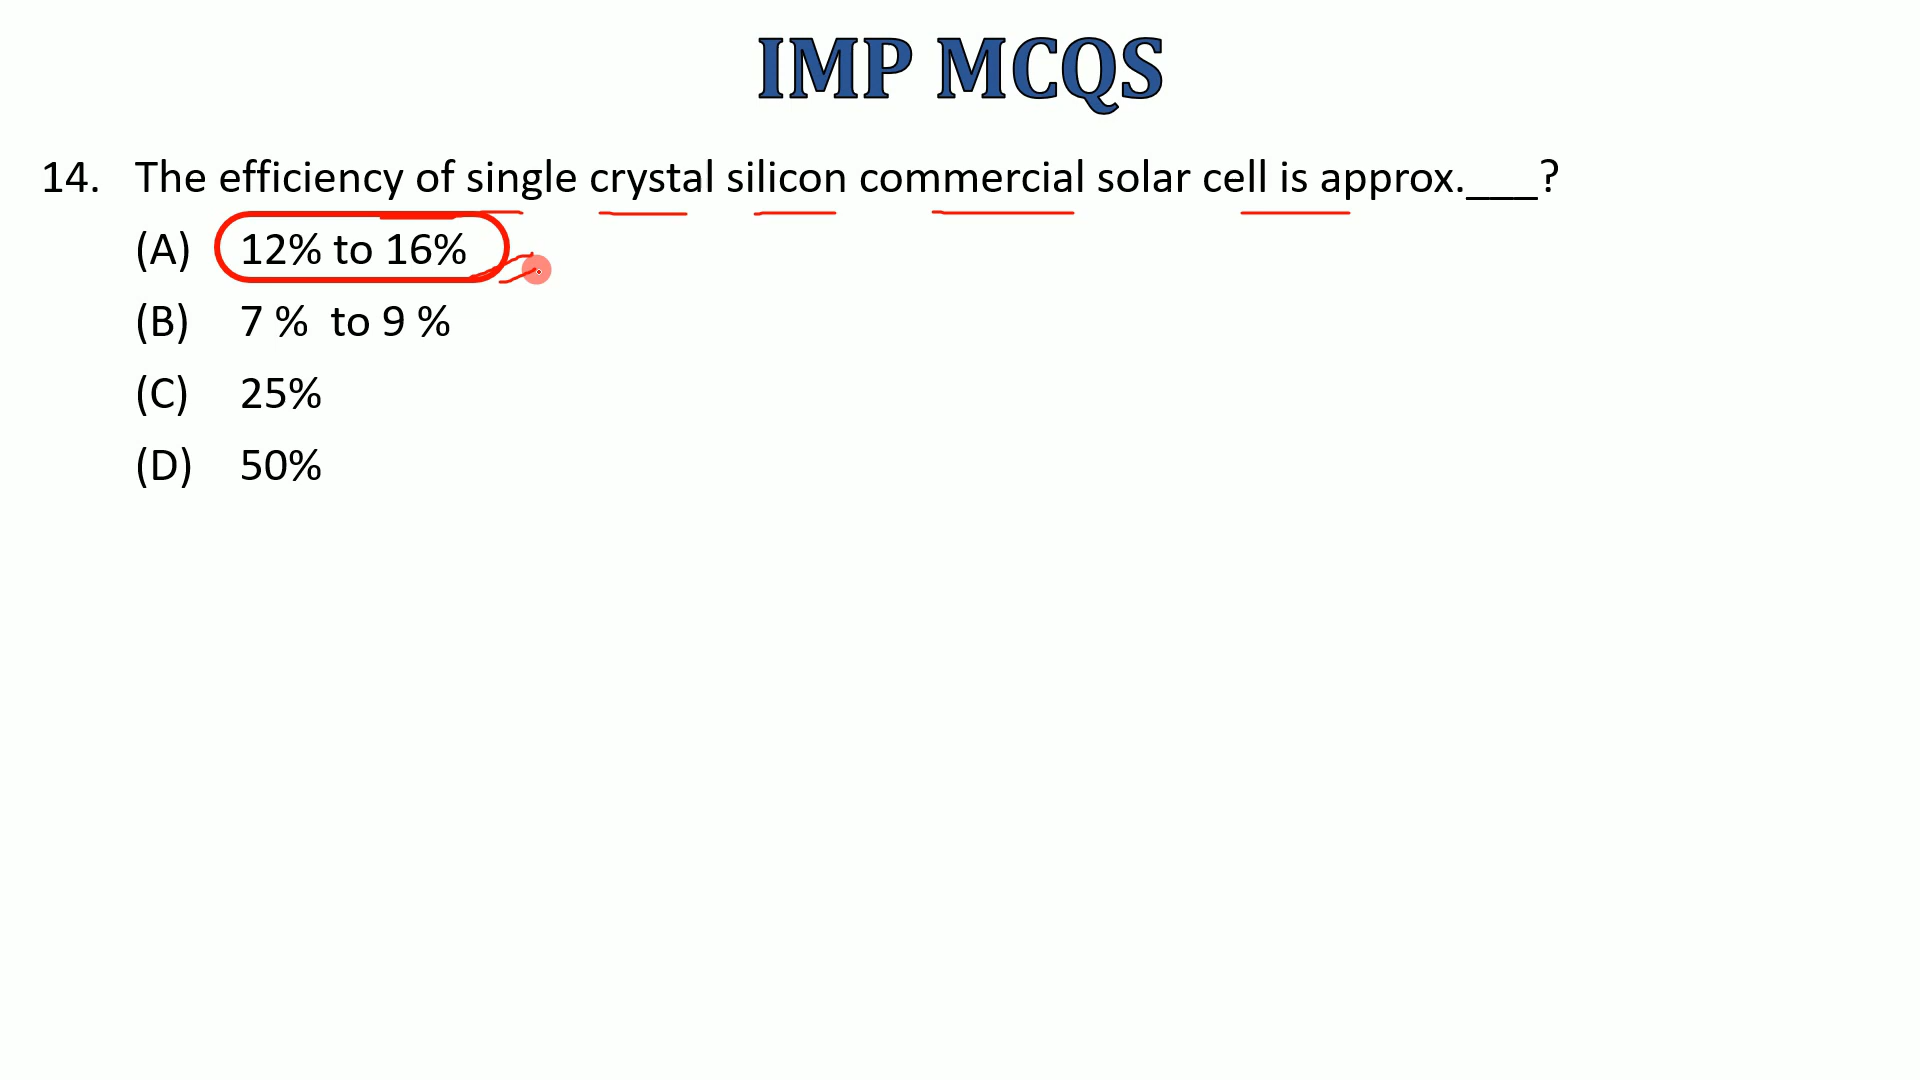 IMP MCQS
14. The efficiency of single crystal silicon commercial solar cell is approx.___?
(A) 12% to 16%
(B) 7 % to 9 %
(C) 25%
(D) 50%